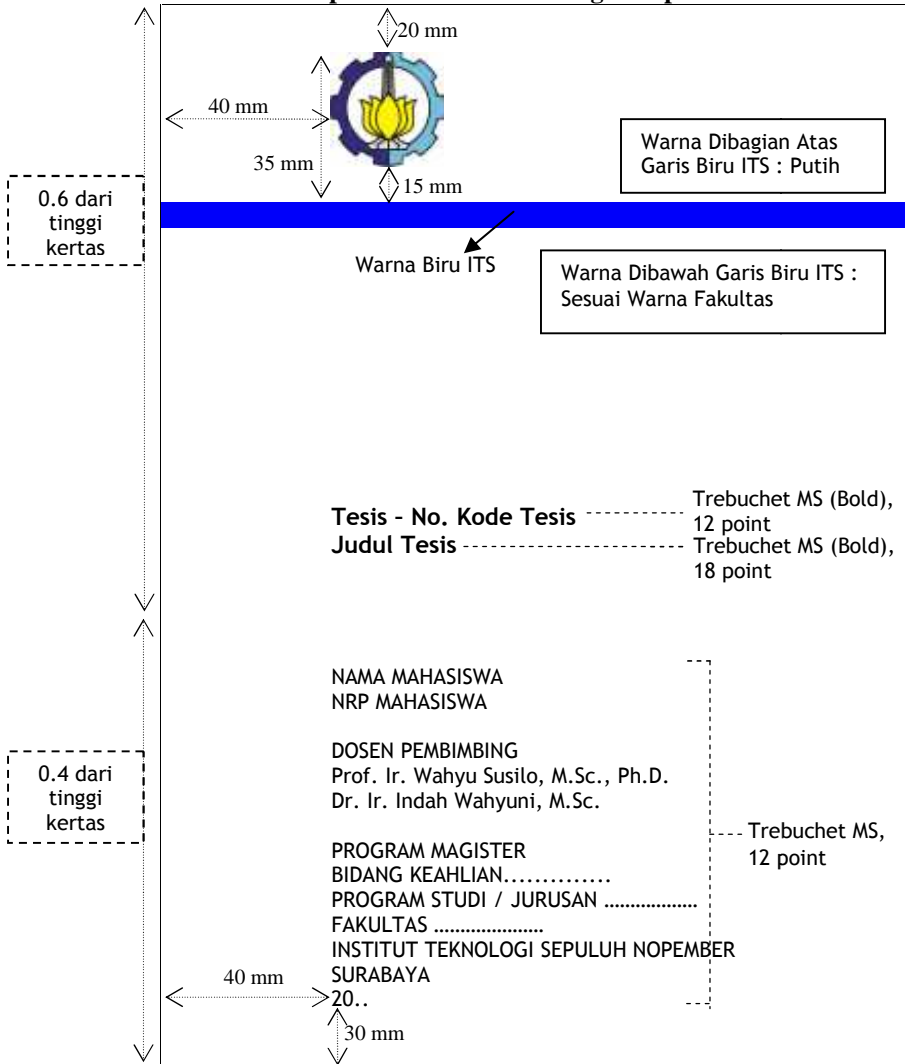 20 mm
40 mm
35 mm
15 mm
Warna Dibagian Atas
Garis Biru ITS : Putih
0.6 dari
tinggi
kertas
Warna Biru ITS
Warna Dibawah Garis Biru ITS :
Sesuai Warna Fakultas
Tesis – No. Kode Tesis
Trebuchet MS (Bold),
12 point
Judul Tesis
Trebuchet MS (Bold),
18 point
NAMA MAHASISWA
NRP MAHASISWA
DOSEN PEMBIMBING
Prof. Ir. Wahyu Susilo, M.Sc., Ph.D.
Dr. Ir. Indah Wahyuni, M.Sc.
0.4 dari
tinggi
kertas
Trebuchet MS,
12 point
PROGRAM MAGISTER
BIDANG KEAHLIAN..............
PROGRAM STUDI / JURUSAN ..................
FAKULTAS .....................
INSTITUT TEKNOLOGI SEPULUH NOPEMBER
SURABAYA
20..
40 mm
30 mm